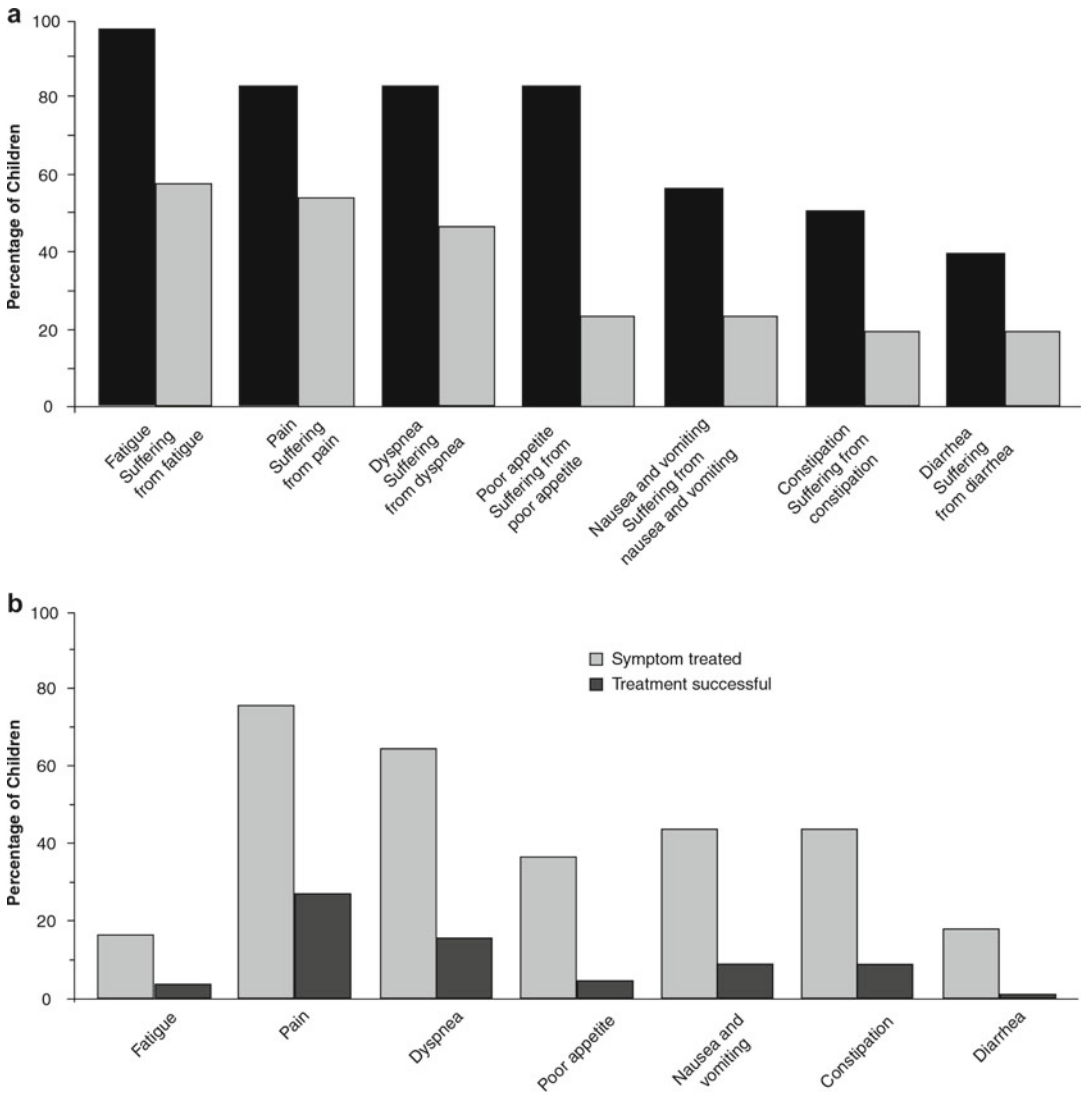 a
100
80
60
40
20
0
Percentage of Children
Fatigue
Suffering
from fatigue
Pain
Suffering
from pain
Dyspnea
Suffering
from dyspnea
Poor appetite
Suffering from
poor appetite
Nausea and vomiting
Suffering from
nausea and vomiting
Constipation
Suffering from
constipation
Diarrhea
Suffering
from diarrhea
b
100
80
60
40
20
0
Percentage of Children
Symptom treated
Treatment successful
Fatigue
Pain
Dyspnea
Poor appetite
Nausea and
vomiting
Constipation
Diarrhea